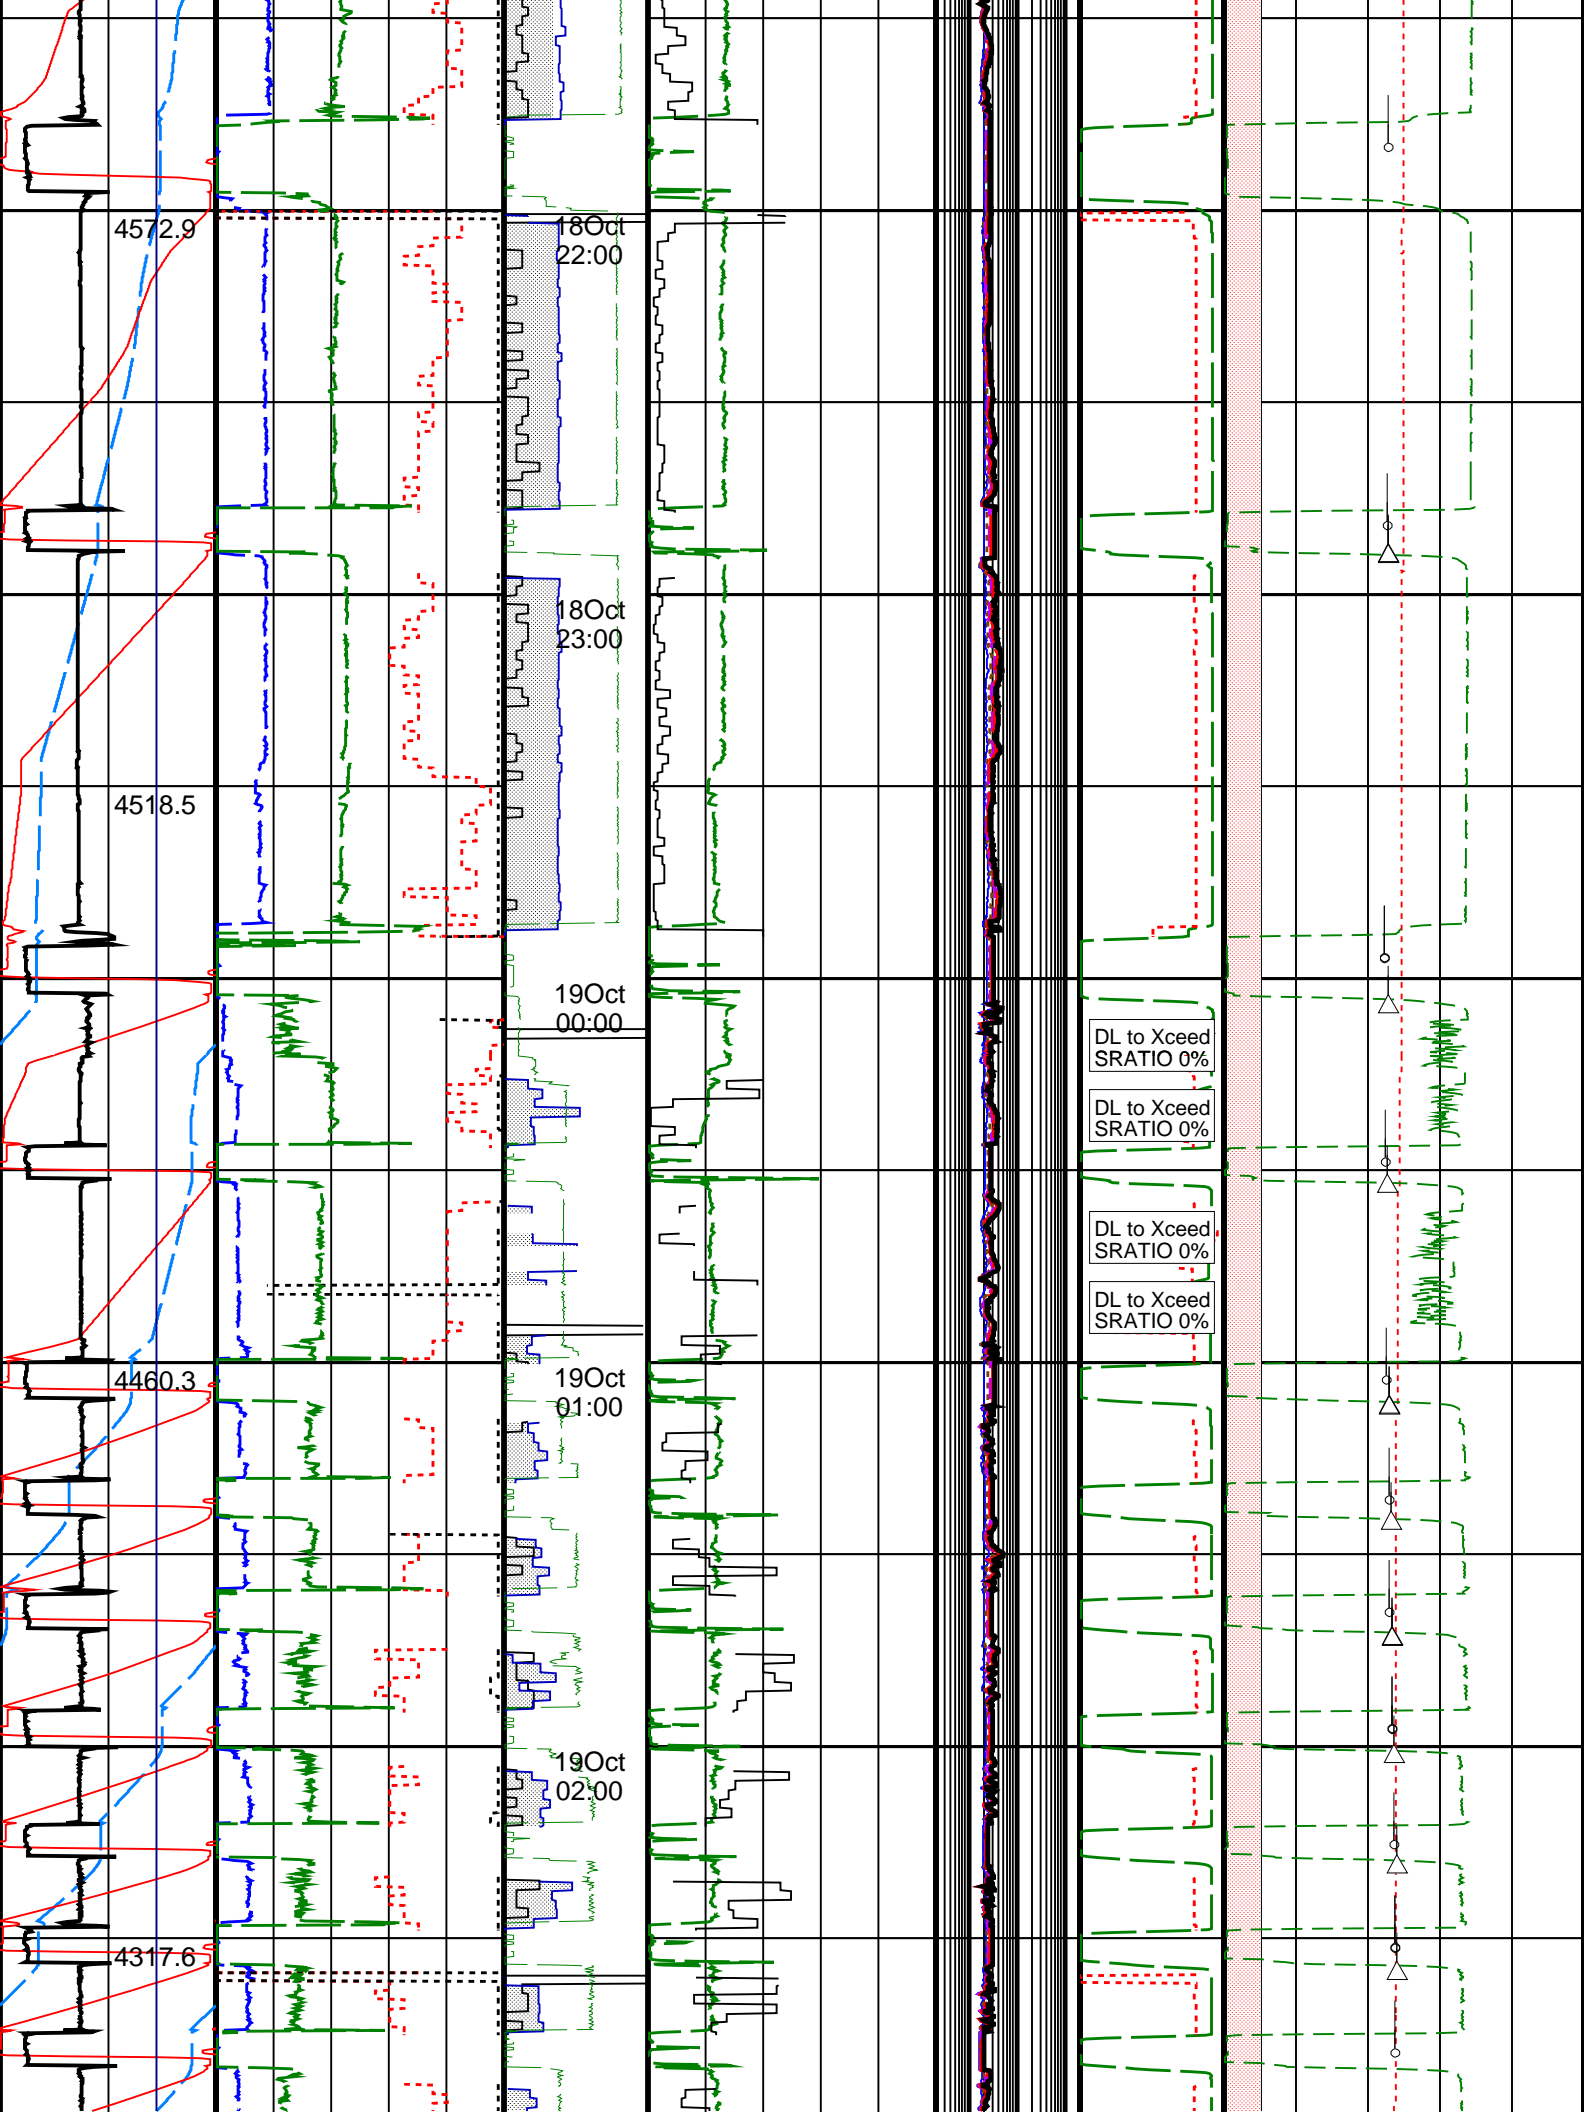 4572.9
18Oct
22:00
18Oct
23:00
4518.5
19Oct
00:00
DL to Xceed
SRATIO 0%
DL to Xceed
SRATIO 0%
DL to Xceed
SRATIO 0%
DL to Xceed
SRATIO 0%
4460.3
19Oct
01:00
19Oct
02:00
4317.6